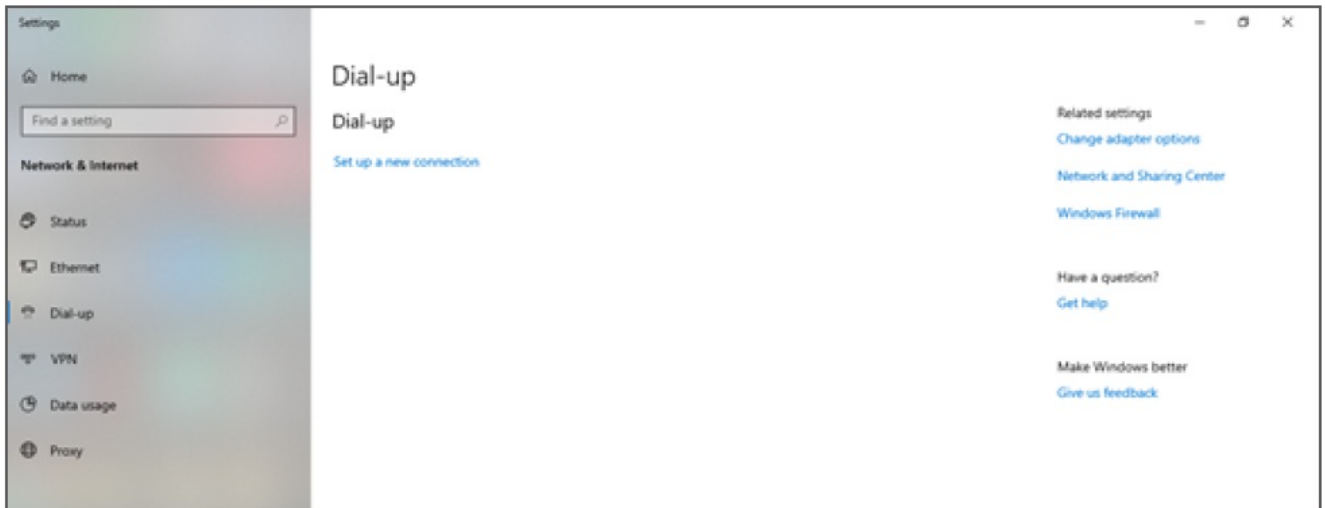 Settings
Home
Find a setting
Network & Internet
Status
Ethernet
Dial-up
VPN
Data usage
Proxy
Dial-up
Dial-up
Set up a new connection
Related settings
Change adapter options
Network and Sharing Center
Windows Firewall
Have a question?
Get help
Make Windows better
Give us feedback